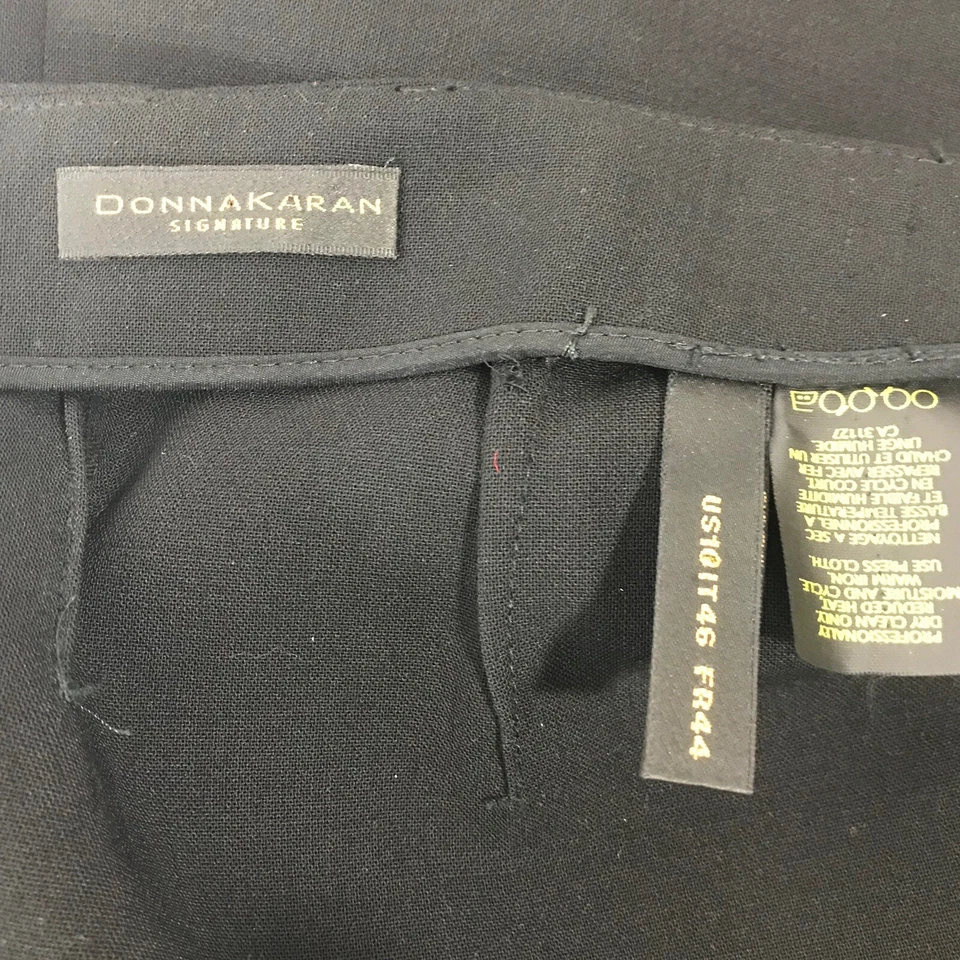 DONNAKARAN
SIGNATURE
US10IT46 FR44
PROFESSIONALLY
DRY CLEAN ONLY.
REDUCED HEAT,
MOISTURE AND CYCLE.
WARM IRON.
USE PRESS CLOTH.
NETTOYAGE A SEC
PROFESSIONNEL A
BASSE TEMPERATURE
ET FAIBLE HUMIDITE
EN CYCLE COURT.
REPASSER AVEC FER
CHAUD ET UTILISER UN
LINGE HUMIDE.
CA 31127